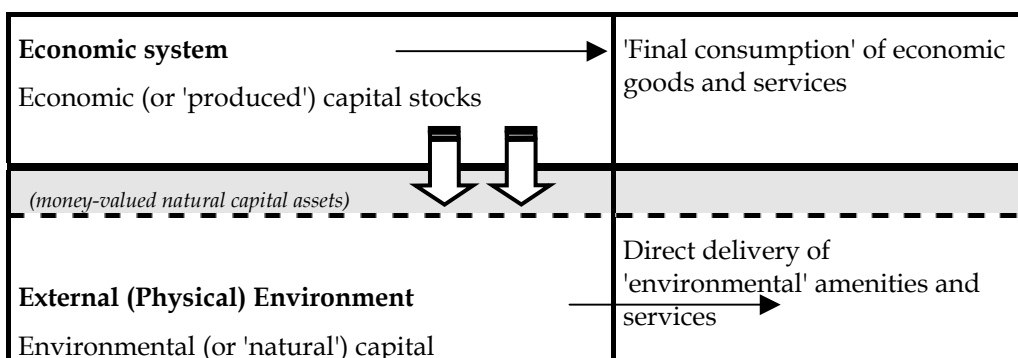 Economic system
Economic (or 'produced') capital stocks
'Final consumption' of economic
goods and services
(money-valued natural capital assets)
External (Physical) Environment
Environmental (or 'natural') capital
Direct delivery of
'environmental' amenities and
services